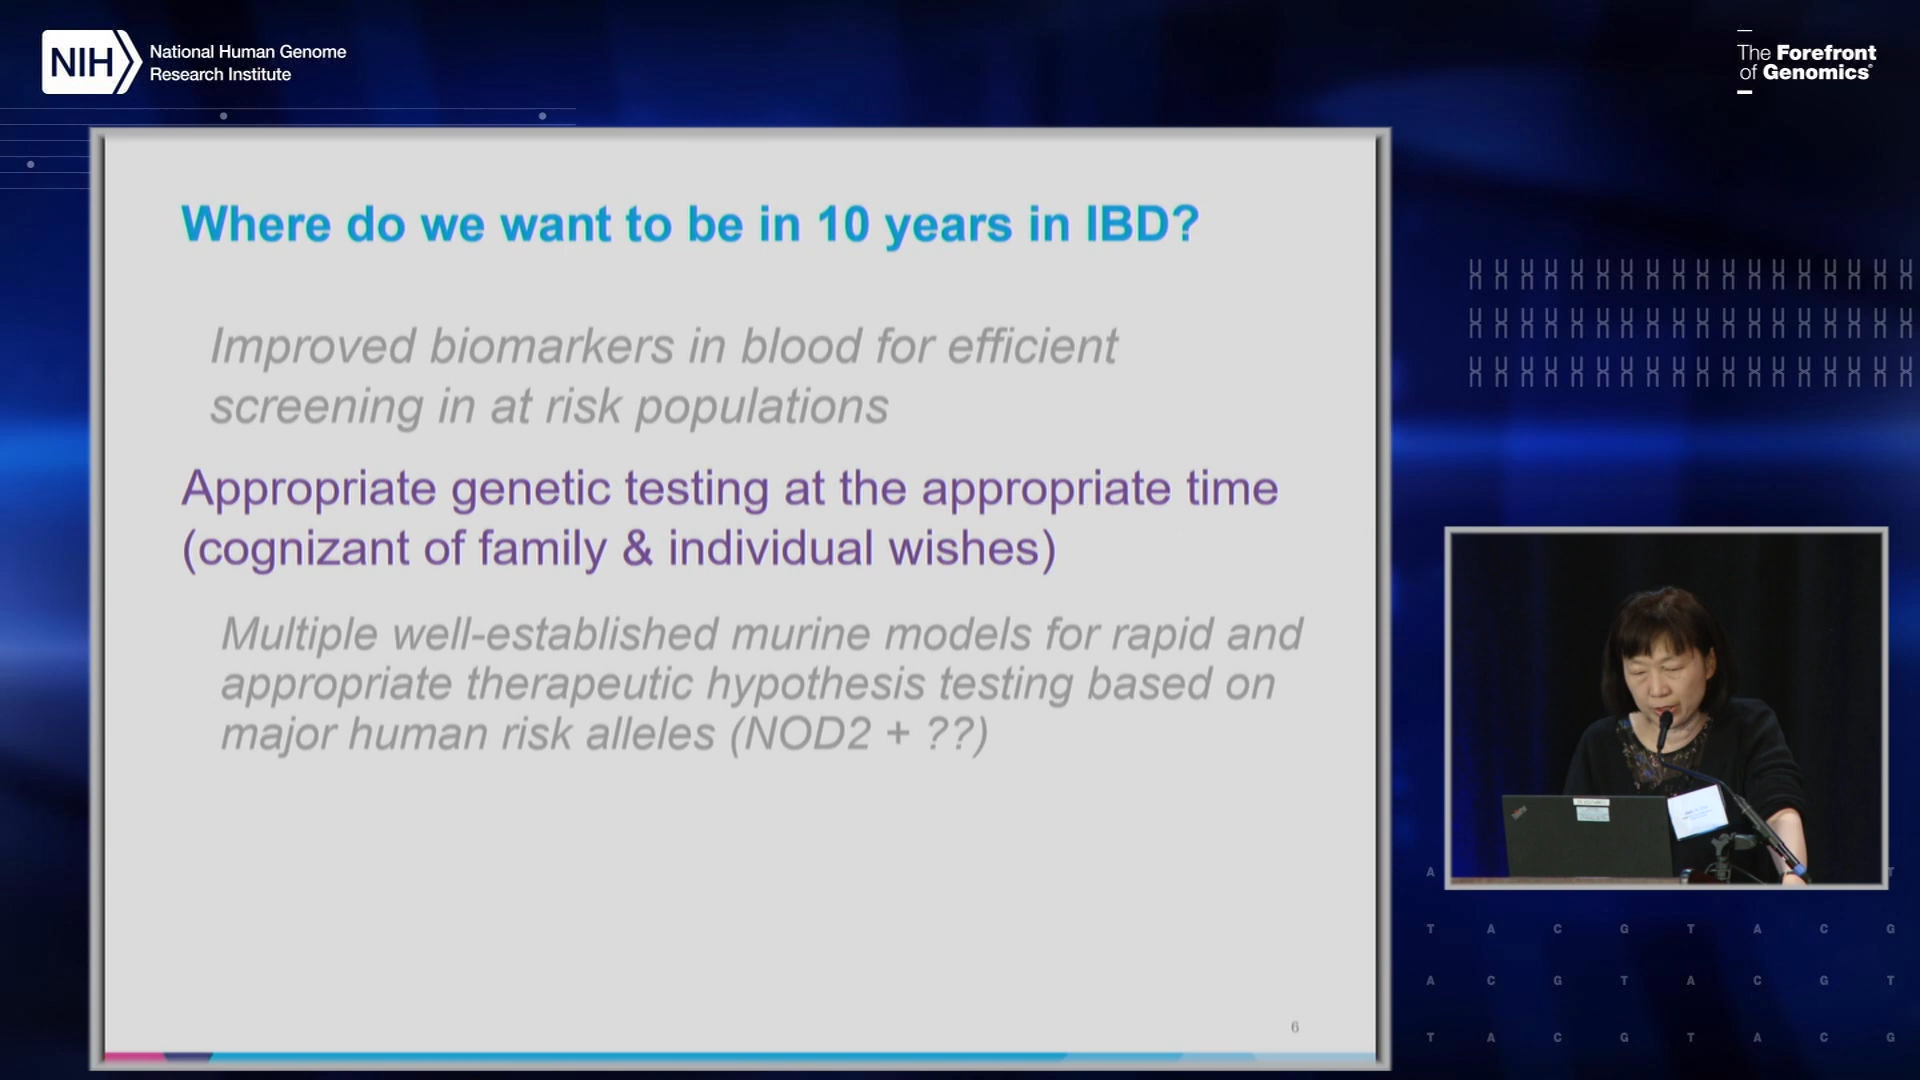 NIH
National Human Genome
Research Institute
The Forefront
of Genomics®
Where do we want to be in 10 years in IBD?
Improved biomarkers in blood for efficient
screening in at risk populations
Appropriate genetic testing at the appropriate time
(cognizant of family & individual wishes)
Multiple well-established murine models for rapid and
appropriate therapeutic hypothesis testing based on
major human risk alleles (NOD2 + ??)
6
A T
T A C G T A C G
A C G T A C G T
T A C G T A C G